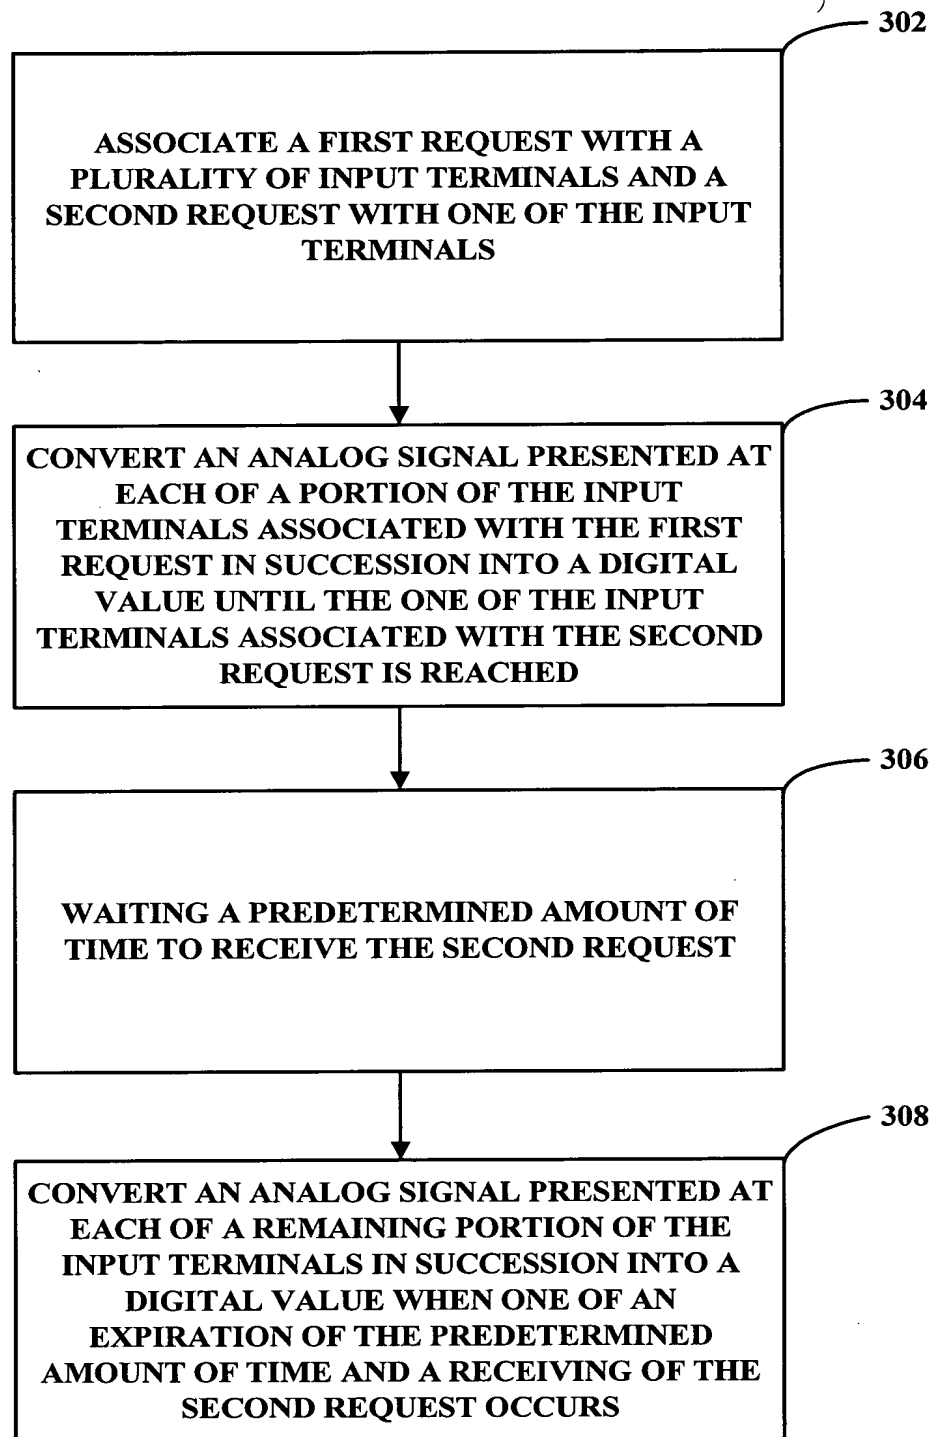 302
ASSOCIATE A FIRST REQUEST WITH A
PLURALITY OF INPUT TERMINALS AND A
SECOND REQUEST WITH ONE OF THE INPUT
TERMINALS
304
CONVERT AN ANALOG SIGNAL PRESENTED AT
EACH OF A PORTION OF THE INPUT
TERMINALS ASSOCIATED WITH THE FIRST
REQUEST IN SUCCESSION INTO A DIGITAL
VALUE UNTIL THE ONE OF THE INPUT
TERMINALS ASSOCIATED WITH THE SECOND
REQUEST IS REACHED
306
WAITING A PREDETERMINED AMOUNT OF
TIME TO RECEIVE THE SECOND REQUEST
308
CONVERT AN ANALOG SIGNAL PRESENTED AT
EACH OF A REMAINING PORTION OF THE
INPUT TERMINALS IN SUCCESSION INTO A
DIGITAL VALUE WHEN ONE OF AN
EXPIRATION OF THE PREDETERMINED
AMOUNT OF TIME AND A RECEIVING OF THE
SECOND REQUEST OCCURS